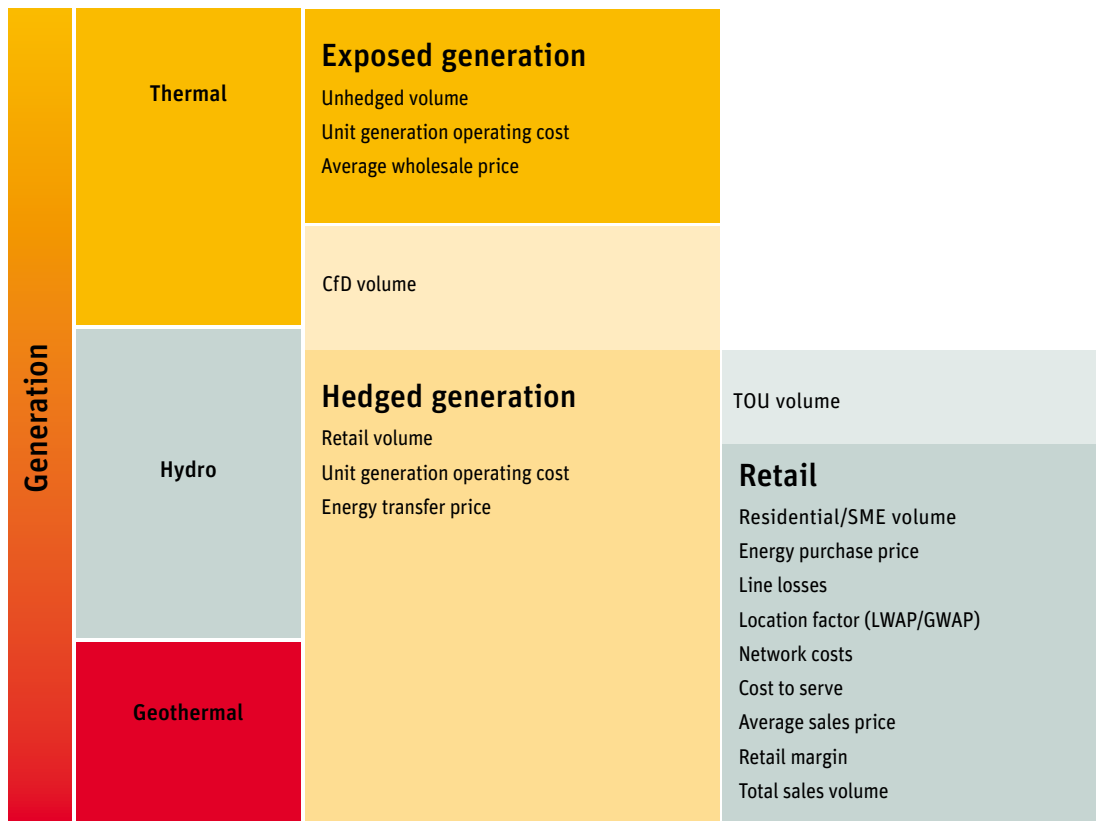 Generation
Thermal
Hydro
Geothermal
Exposed generation
Unhedged volume
Unit generation operating cost
Average wholesale price
CfD volume
Hedged generation
Retail volume
Unit generation operating cost
Energy transfer price
TOU volume
Retail
Residential/SME volume
Energy purchase price
Line losses
Location factor (LWAP/GWAP)
Network costs
Cost to serve
Average sales price
Retail margin
Total sales volume